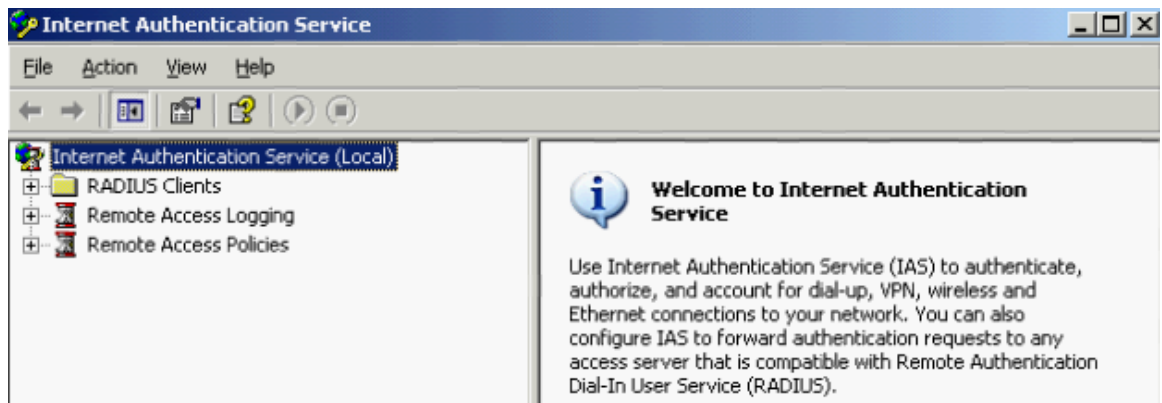 Internet Authentication Service
File Action View Help
Internet Authentication Service (Local)
RADIUS Clients
Remote Access Logging
Remote Access Policies
Welcome to Internet Authentication
Service
Use Internet Authentication Service (IAS) to authenticate,
authorize, and account for dial-up, VPN, wireless and
Ethernet connections to your network. You can also
configure IAS to forward authentication requests to any
access server that is compatible with Remote Authentication
Dial-In User Service (RADIUS).